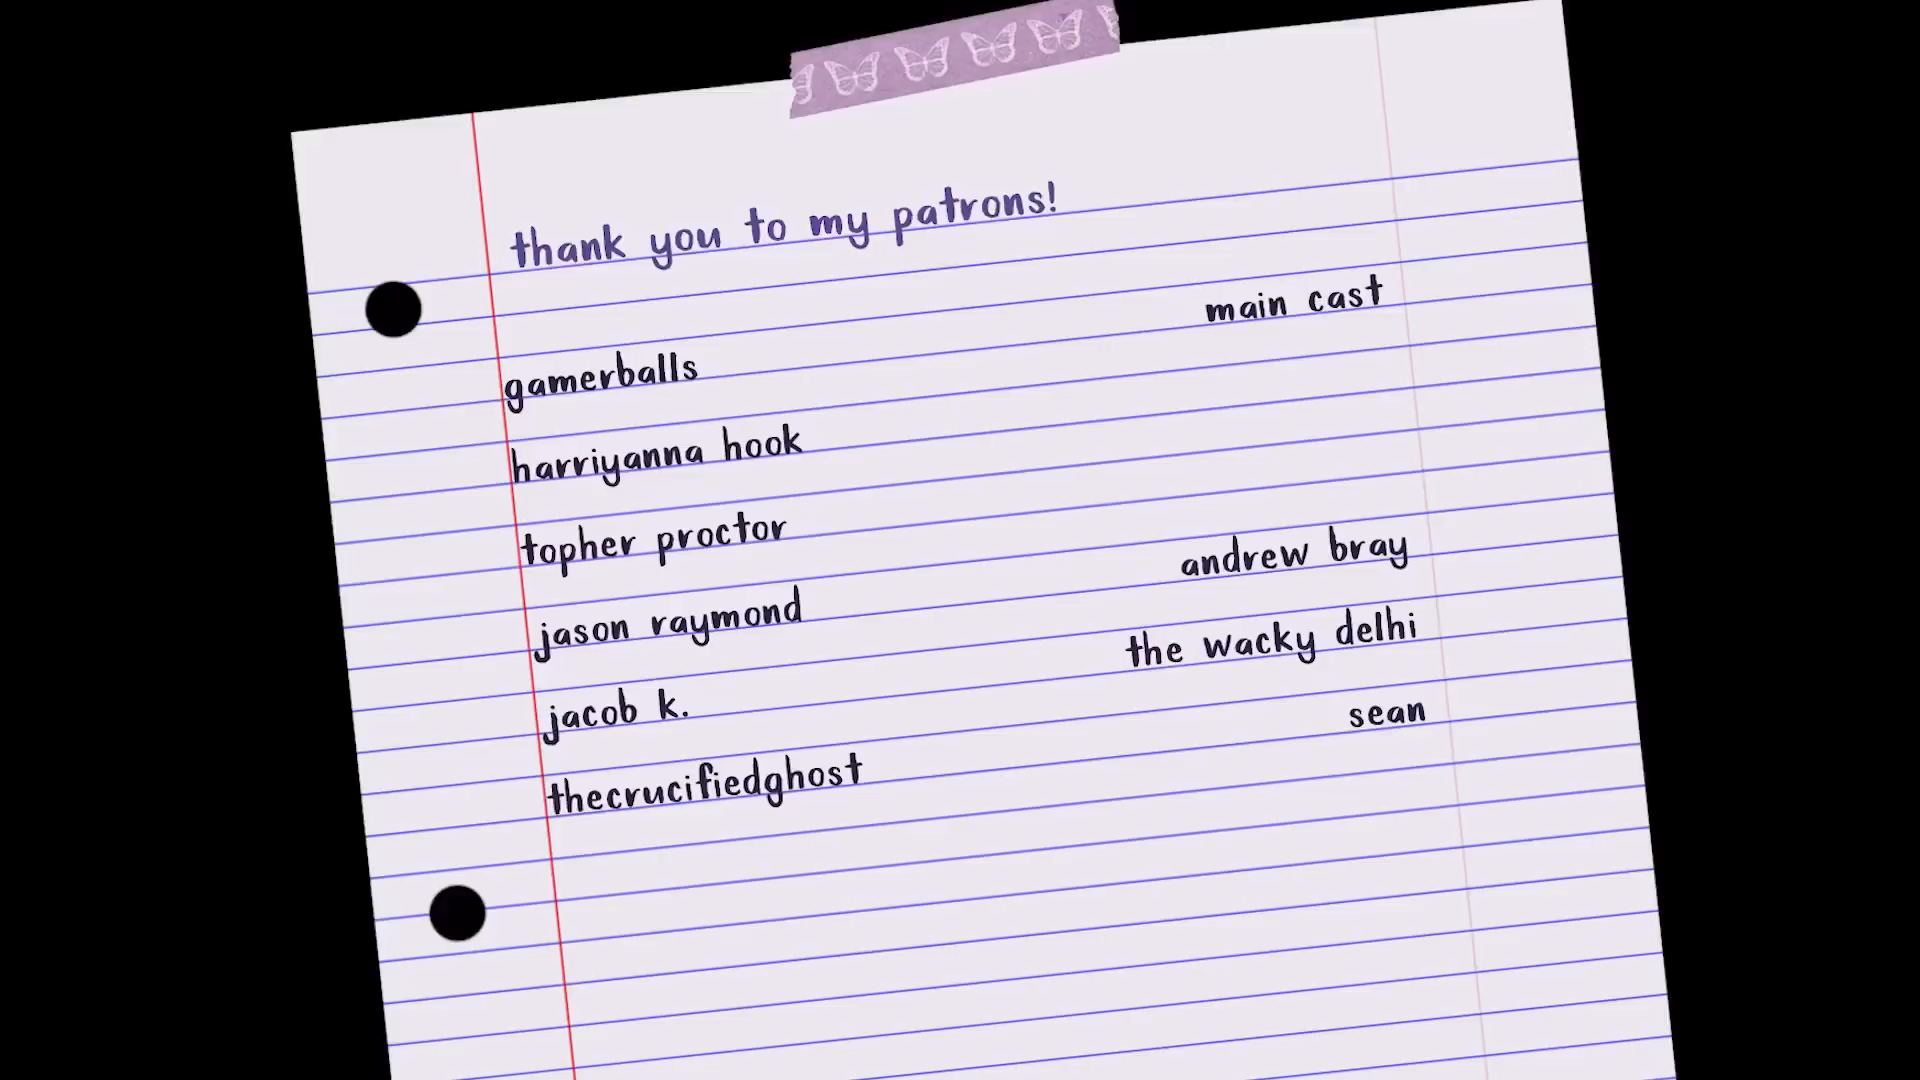 thank you to my patrons!
main cast
gamerballs
harriyanna hook
topher proctor
jason raymond
jacob k.
thecrucifiedghost
andrew bray
the wacky delhi
sean